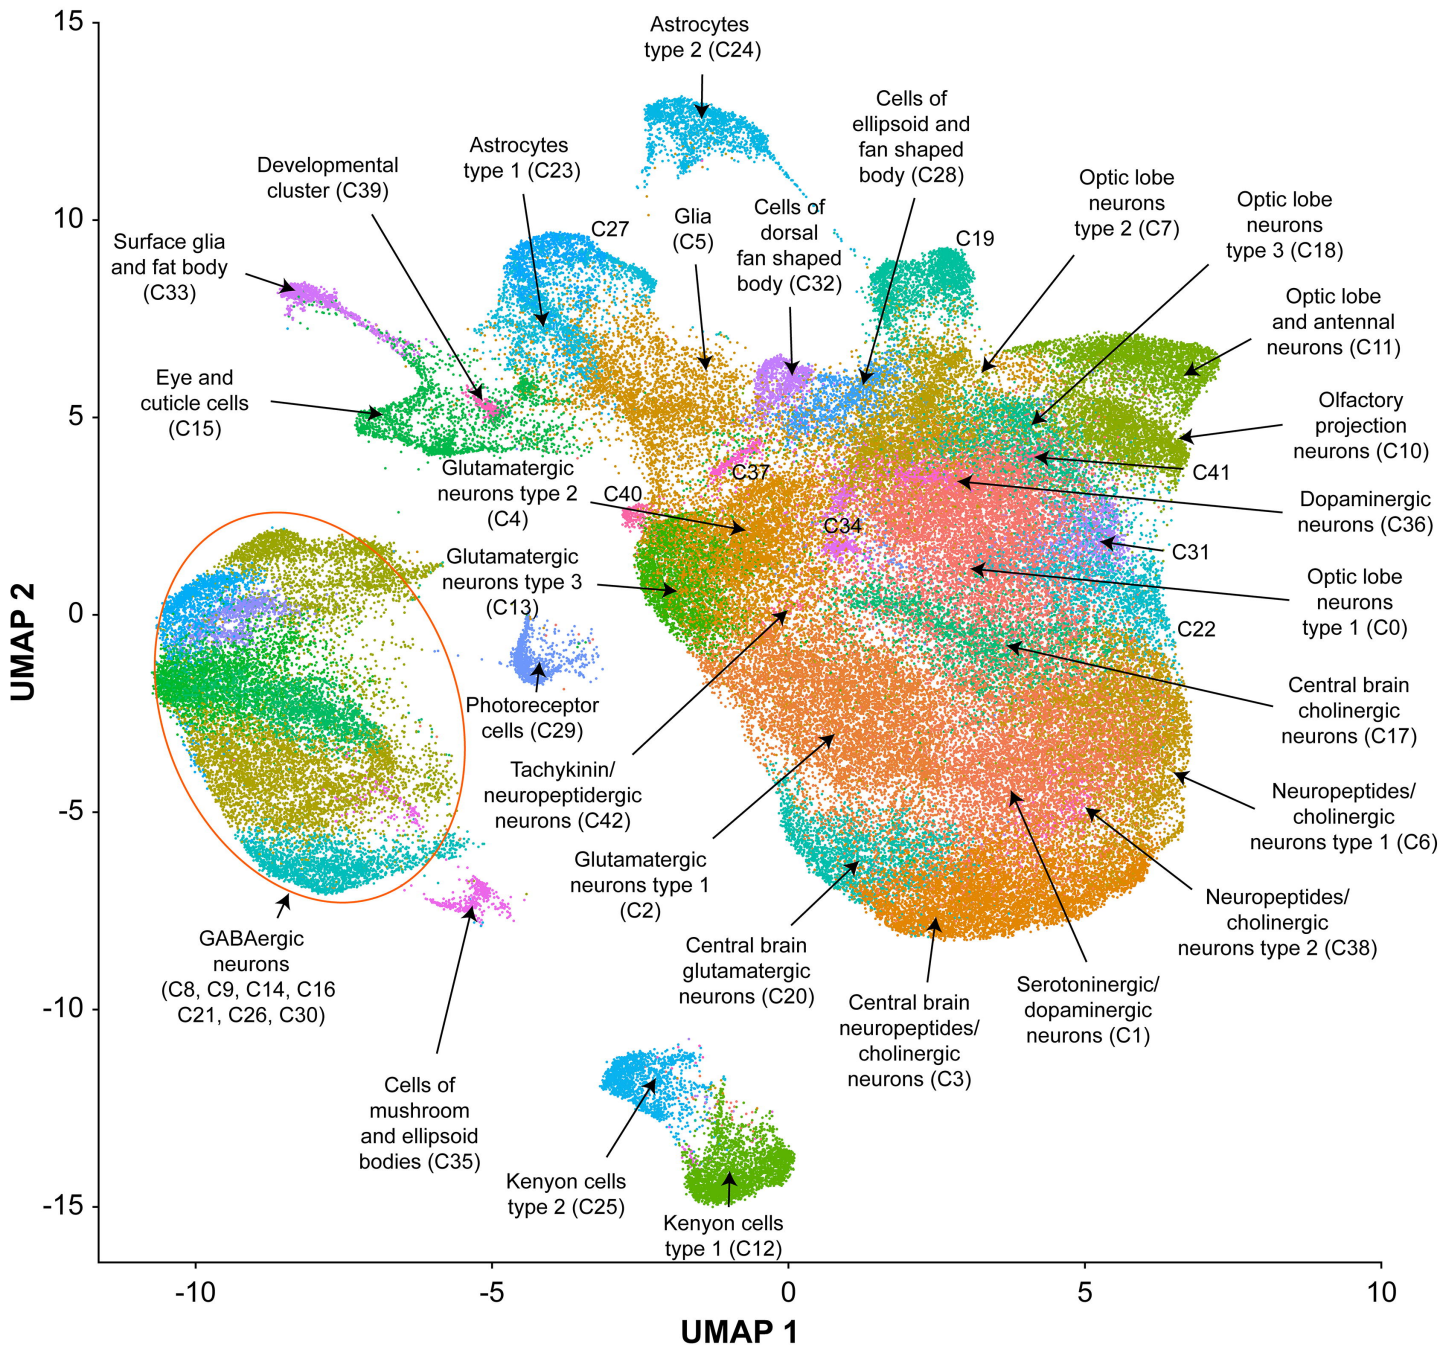 15
10
5
0
-5
-10
-15
UMAP 2
-10
-5
0
5
10
UMAP 1
Astrocytes
type 2 (C24)
Cells of
ellipsoid and
fan shaped
body (C28)
Astrocytes
type 1 (C23)
Developmental
cluster (C39)
Optic lobe
neurons
type 2 (C7)
Optic lobe
neurons
type 3 (C18)
Glia
(C5)
Cells of
dorsal
fan shaped
body (C32)
C27
C19
Surface glia
and fat body
(C33)
Optic lobe
and antennal
neurons (C11)
Eye and
cuticle cells
(C15)
Olfactory
projection
neurons (C10)
Glutamatergic
neurons type 2
(C4)
C40
C37
C34
C41
Dopaminergic
neurons (C36)
C31
Glutamatergic
neurons type 3
(C13)
Optic lobe
neurons
type 1 (C0)
C22
Photoreceptor
cells (C29)
Central brain
cholinergic
neurons (C17)
Tachykinin/
neuropeptidergic
neurons (C42)
Neuropeptides/
cholinergic
neurons type 1 (C6)
Glutamatergic
neurons type 1
(C2)
Neuropeptides/
cholinergic
neurons type 2 (C38)
GABAergic
neurons
(C8, C9, C14, C16
C21, C26, C30)
Central brain
glutamatergic
neurons (C20)
Central brain
neuropeptides/
cholinergic
neurons (C3)
Serotoninergic/
dopaminergic
neurons (C1)
Cells of
mushroom
and ellipsoid
bodies (C35)
Kenyon cells
type 2 (C25)
Kenyon cells
type 1 (C12)